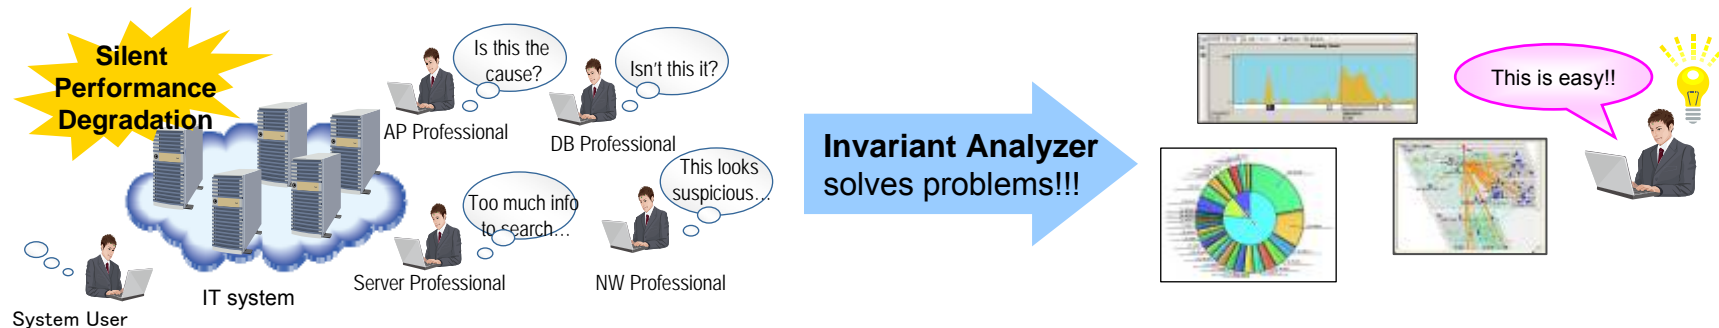 Silent
Performance
Degradation
Is this the
cause?
Isn't this it?
AP Professional
DB Professional
This looks
suspicious...
Too much info
to search...
Server Professional
NW Professional
IT system
System User
Invariant Analyzer
solves problems!!!
This is easy!!